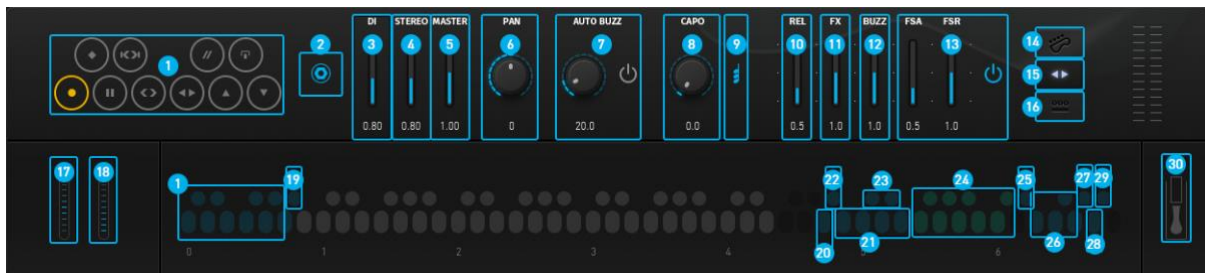 DI STEREO MASTER PAN AUTO BUZZ CAPO REL FX BUZZ FSA FSR
1 2 3 4 5 6 7 8 9 10 11 12 13 14
15
16
0.80 0.80 1.00 0 20.0 0.0 0.5 1.0 1.0 0.5 1.0
17 18 1 19 22 23 24 25 27 29 30
20 21 26 28
0 1 2 3 4 5 6